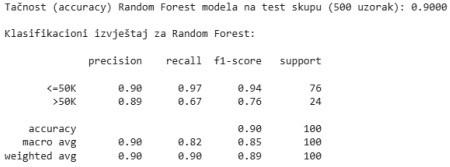 Tačnost (accuracy) Random Forest modela na test skupu (500 uzorak): 0.9000
Klasifikacioni izvještaj za Random Forest:
precision recall f1-score support
<=50K 0.90 0.97 0.94 76
>50K 0.89 0.67 0.76 24
accuracy 0.90 100
macro avg 0.90 0.82 0.85 100
weighted avg 0.90 0.90 0.89 100